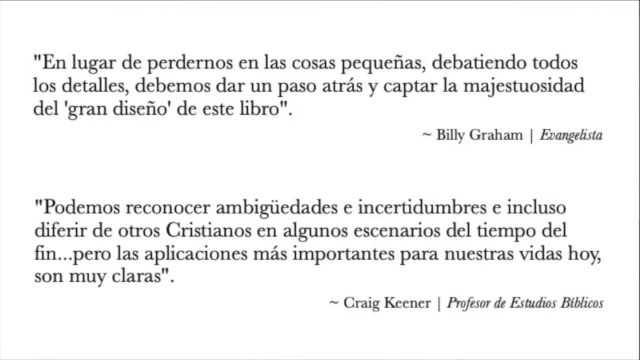 "En lugar de perdernos en las cosas pequeñas, debatiendo todos
los detalles, debemos dar un paso atrás y captar la majestuosidad
del 'gran diseño' de este libro".
~ Billy Graham | Evangelista
"Podemos reconocer ambigüedades e incertidumbres e incluso
diferir de otros Cristianos en algunos escenarios del tiempo del
fin...pero las aplicaciones más importantes para nuestras vidas hoy,
son muy claras".
~ Craig Keener | Profesor de Estudios Bíblicos